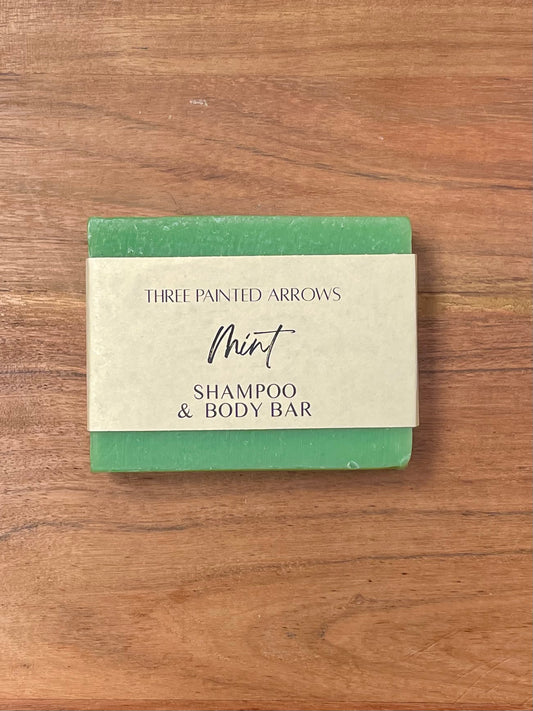 THREE PAINTED ARROWS
Mint
SHAMPOO
& BODY BAR